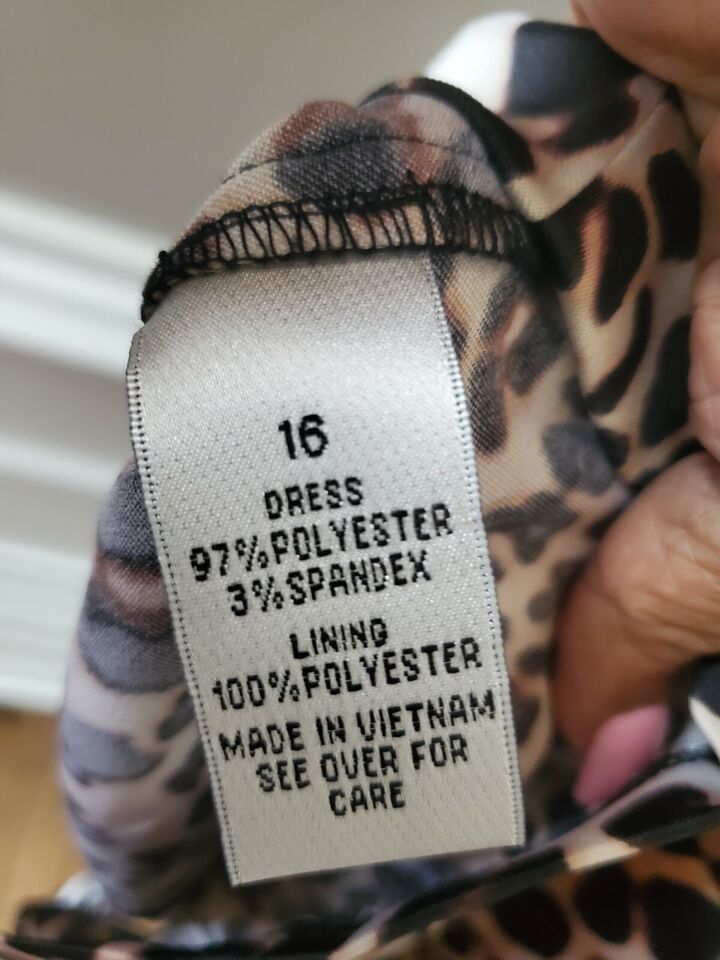 16
DRESS
97%POLYESTER
3%SPANDEX
LINING
100%POLYESTER
MADE IN VIETNAM
SEE OVER FOR
CARE